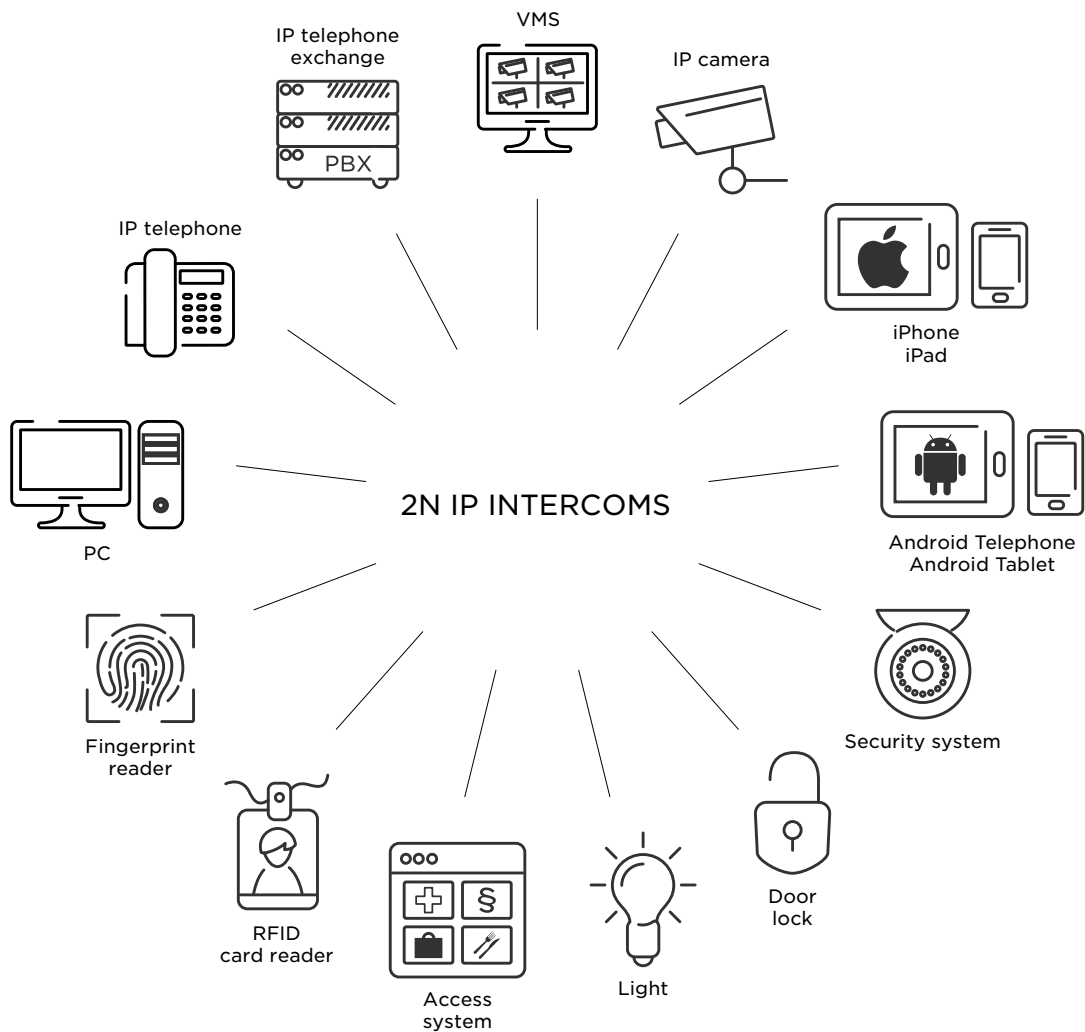 VMS
IP telephone
exchange
PBX
IP camera
IP telephone
iPhone
iPad
PC
2N IP INTERCOMS
Android Telephone
Android Tablet
Fingerprint
reader
Security system
RFID
card reader
§
Access
system
Light
Door
lock